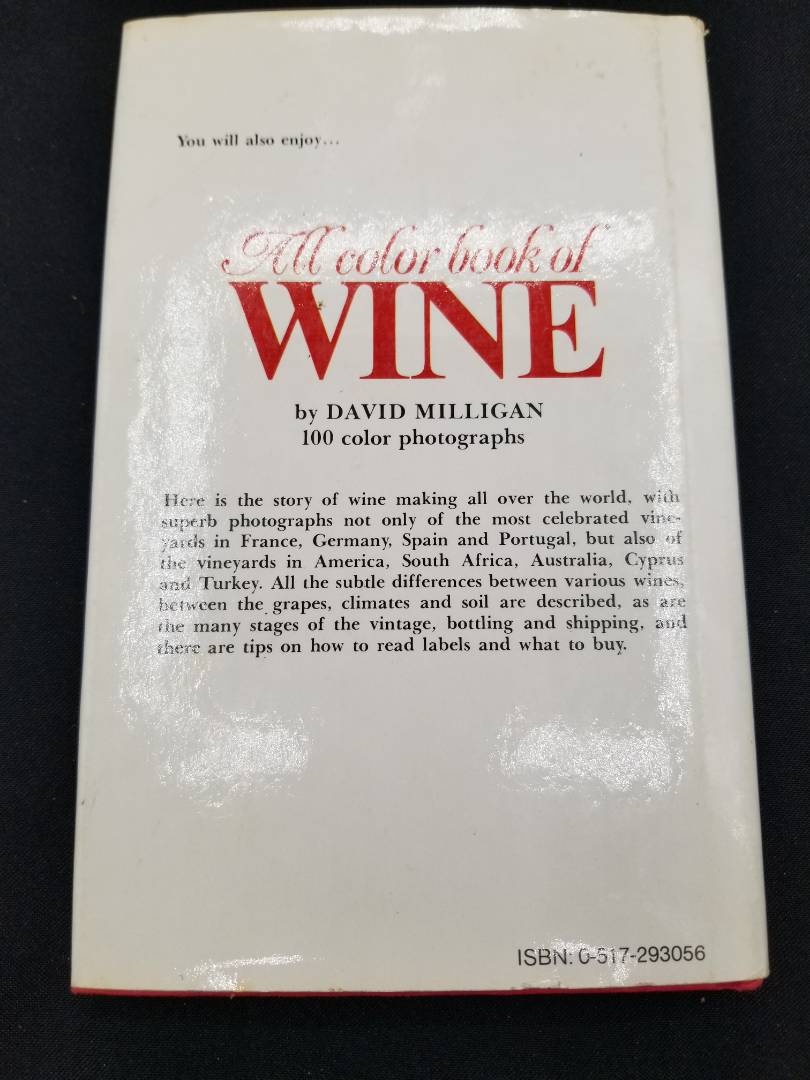 You will also enjoy...
All color book of
WINE
by DAVID MILLIGAN
100 color photographs
Here is the story of wine making all over the world, with
superb photographs not only of the most celebrated vine-
yards in France, Germany, Spain and Portugal, but also of
the vineyards in America, South Africa, Australia, Cyprus
and Turkey. All the subtle differences between various wines,
between the grapes, climates and soil are described, as are
the many stages of the vintage, bottling and shipping, and
there are tips on how to read labels and what to buy.
ISBN: 0-517-293056